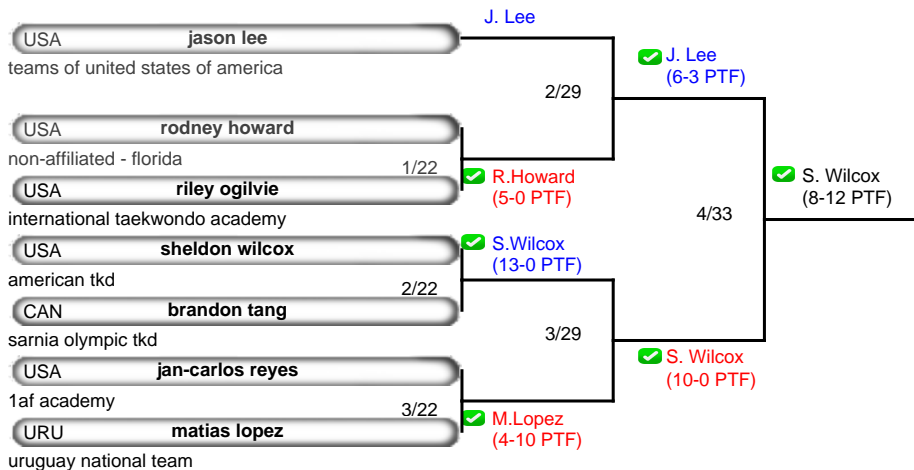 J. Lee
USA jason lee
teams of united states of america
J. Lee
(6-3 PTF)
2/29
USA rodney howard
non-affiliated - florida
1/22
R.Howard
(5-0 PTF)
USA riley ogilvie
international taekwondo academy
S. Wilcox
(8-12 PTF)
4/33
USA sheldon wilcox
american tkd
S.Wilcox
(13-0 PTF)
2/22
CAN brandon tang
sarnia olympic tkd
3/29
S. Wilcox
(10-0 PTF)
USA jan-carlos reyes
1af academy
3/22
M.Lopez
(4-10 PTF)
URU matias lopez
uruguay national team